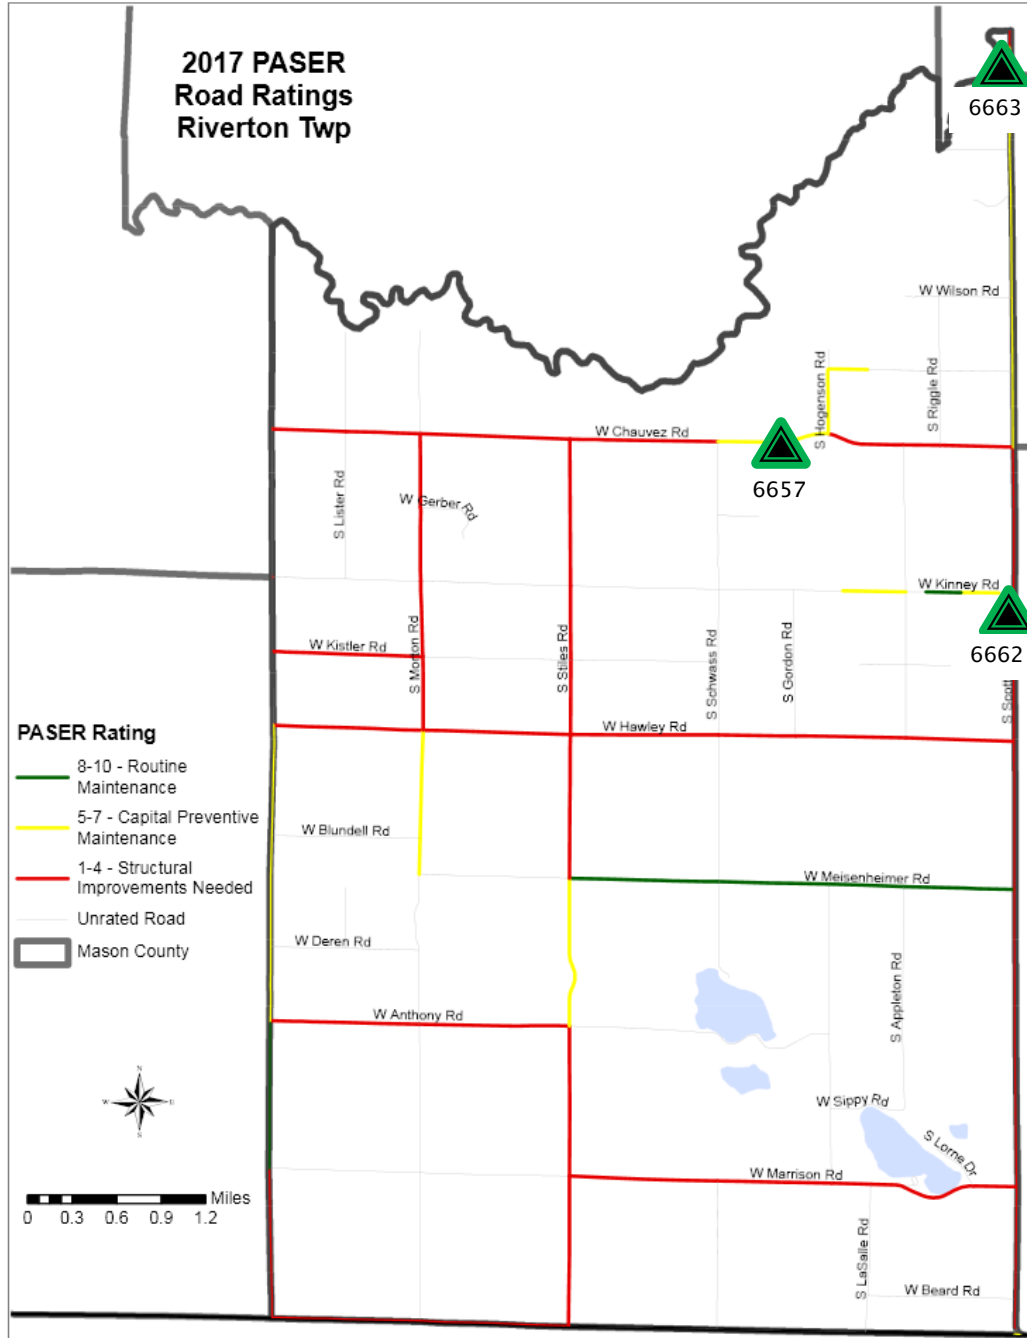 2017 PASER
Road Ratings
Riverton Twp
6663
W Wilson Rd
S Hogenson Rd
S Riggle Rd
W Chauvez Rd
6657
S Lister Rd
W Gerber Rd
W Kinney Rd
W Kistler Rd
S Morton Rd
S Stiles Rd
S Schwass Rd
S Gordon Rd
6662
S Scott
W Hawley Rd
PASER Rating
8-10 - Routine
Maintenance
5-7 - Capital Preventive
Maintenance
1-4 - Structural
Improvements Needed
Unrated Road
Mason County
W Blundell Rd
W Meisenheimer Rd
W Deren Rd
S Appleton Rd
W Anthony Rd
N
W E
S
W Sippy Rd
S Lorne Dr
W Marrison Rd
Miles
0 0.3 0.6 0.9 1.2
S LaSalle Rd
W Beard Rd